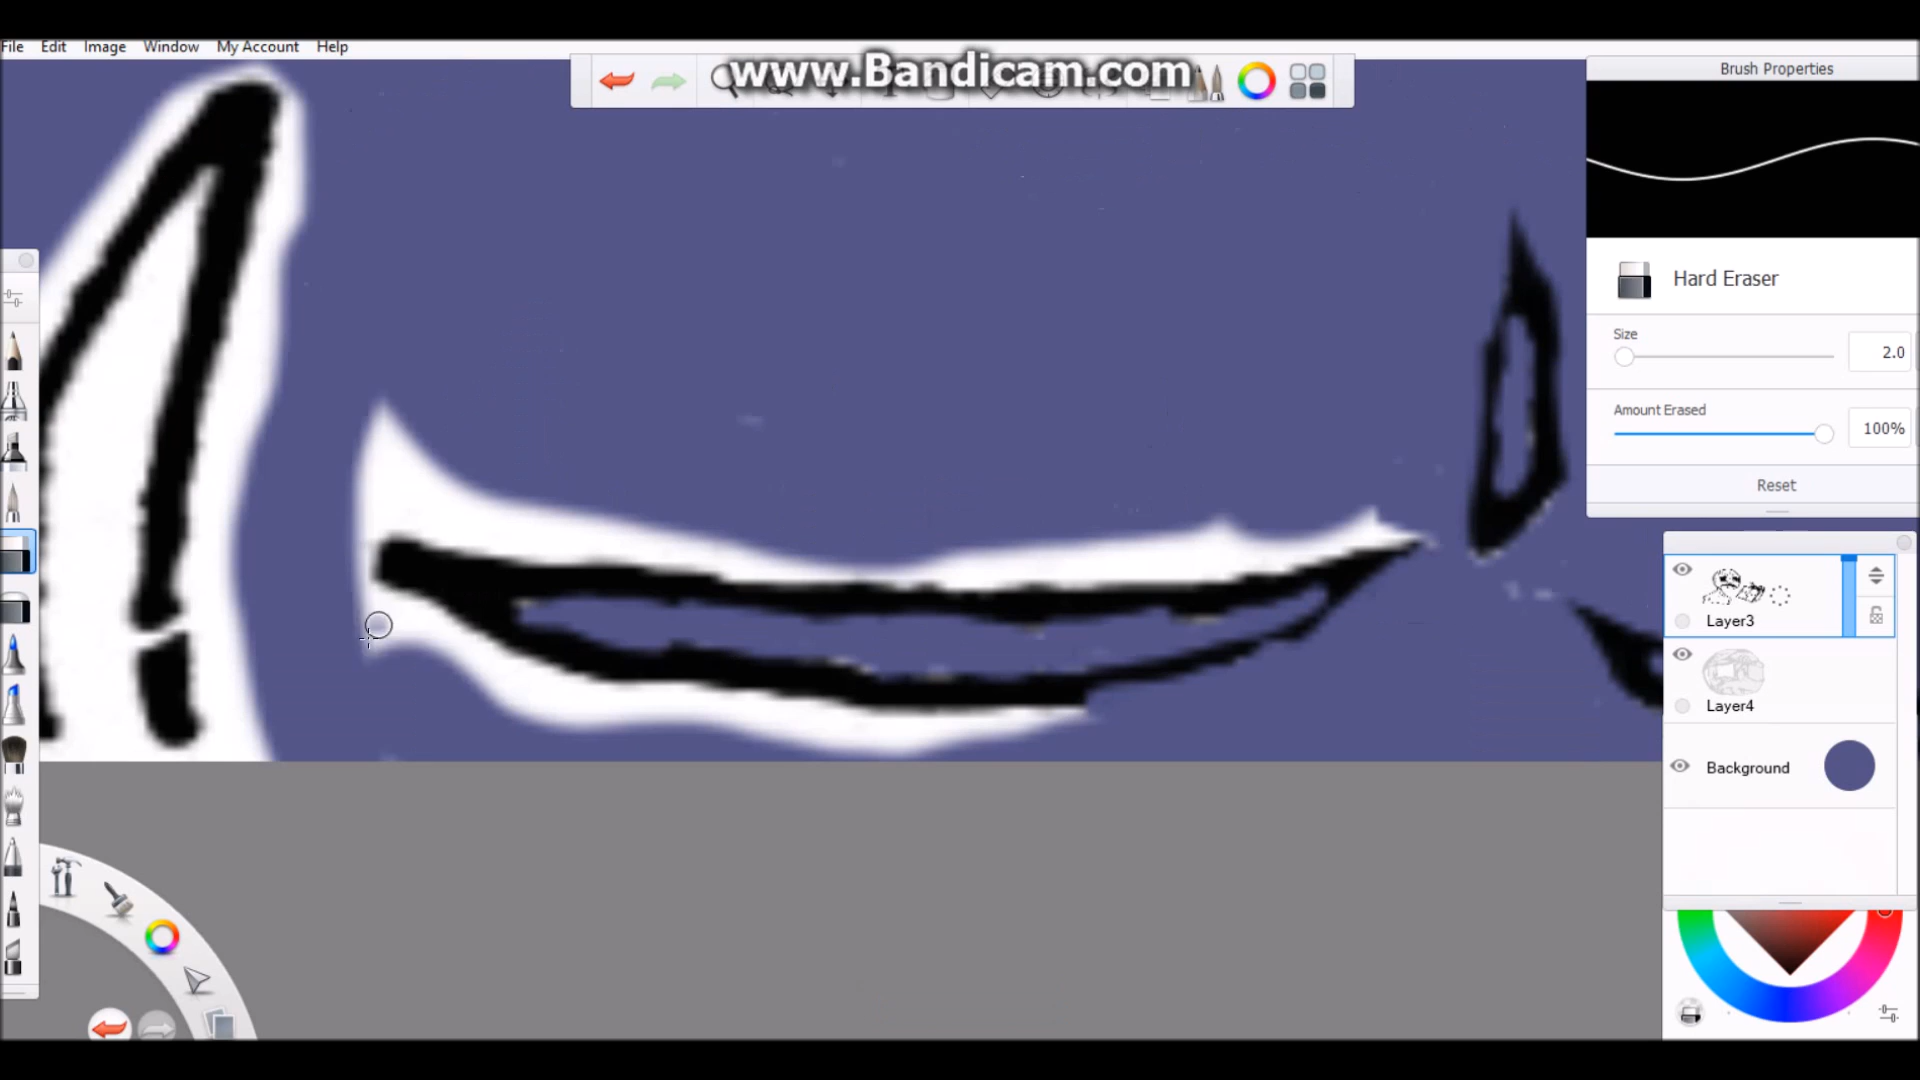 File Edit Image Window My Account Help
www.Bandicam.com
Brush Properties
Hard Eraser
Size
2.0
Amount Erased
100%
Reset
Layer3
Layer4
Background